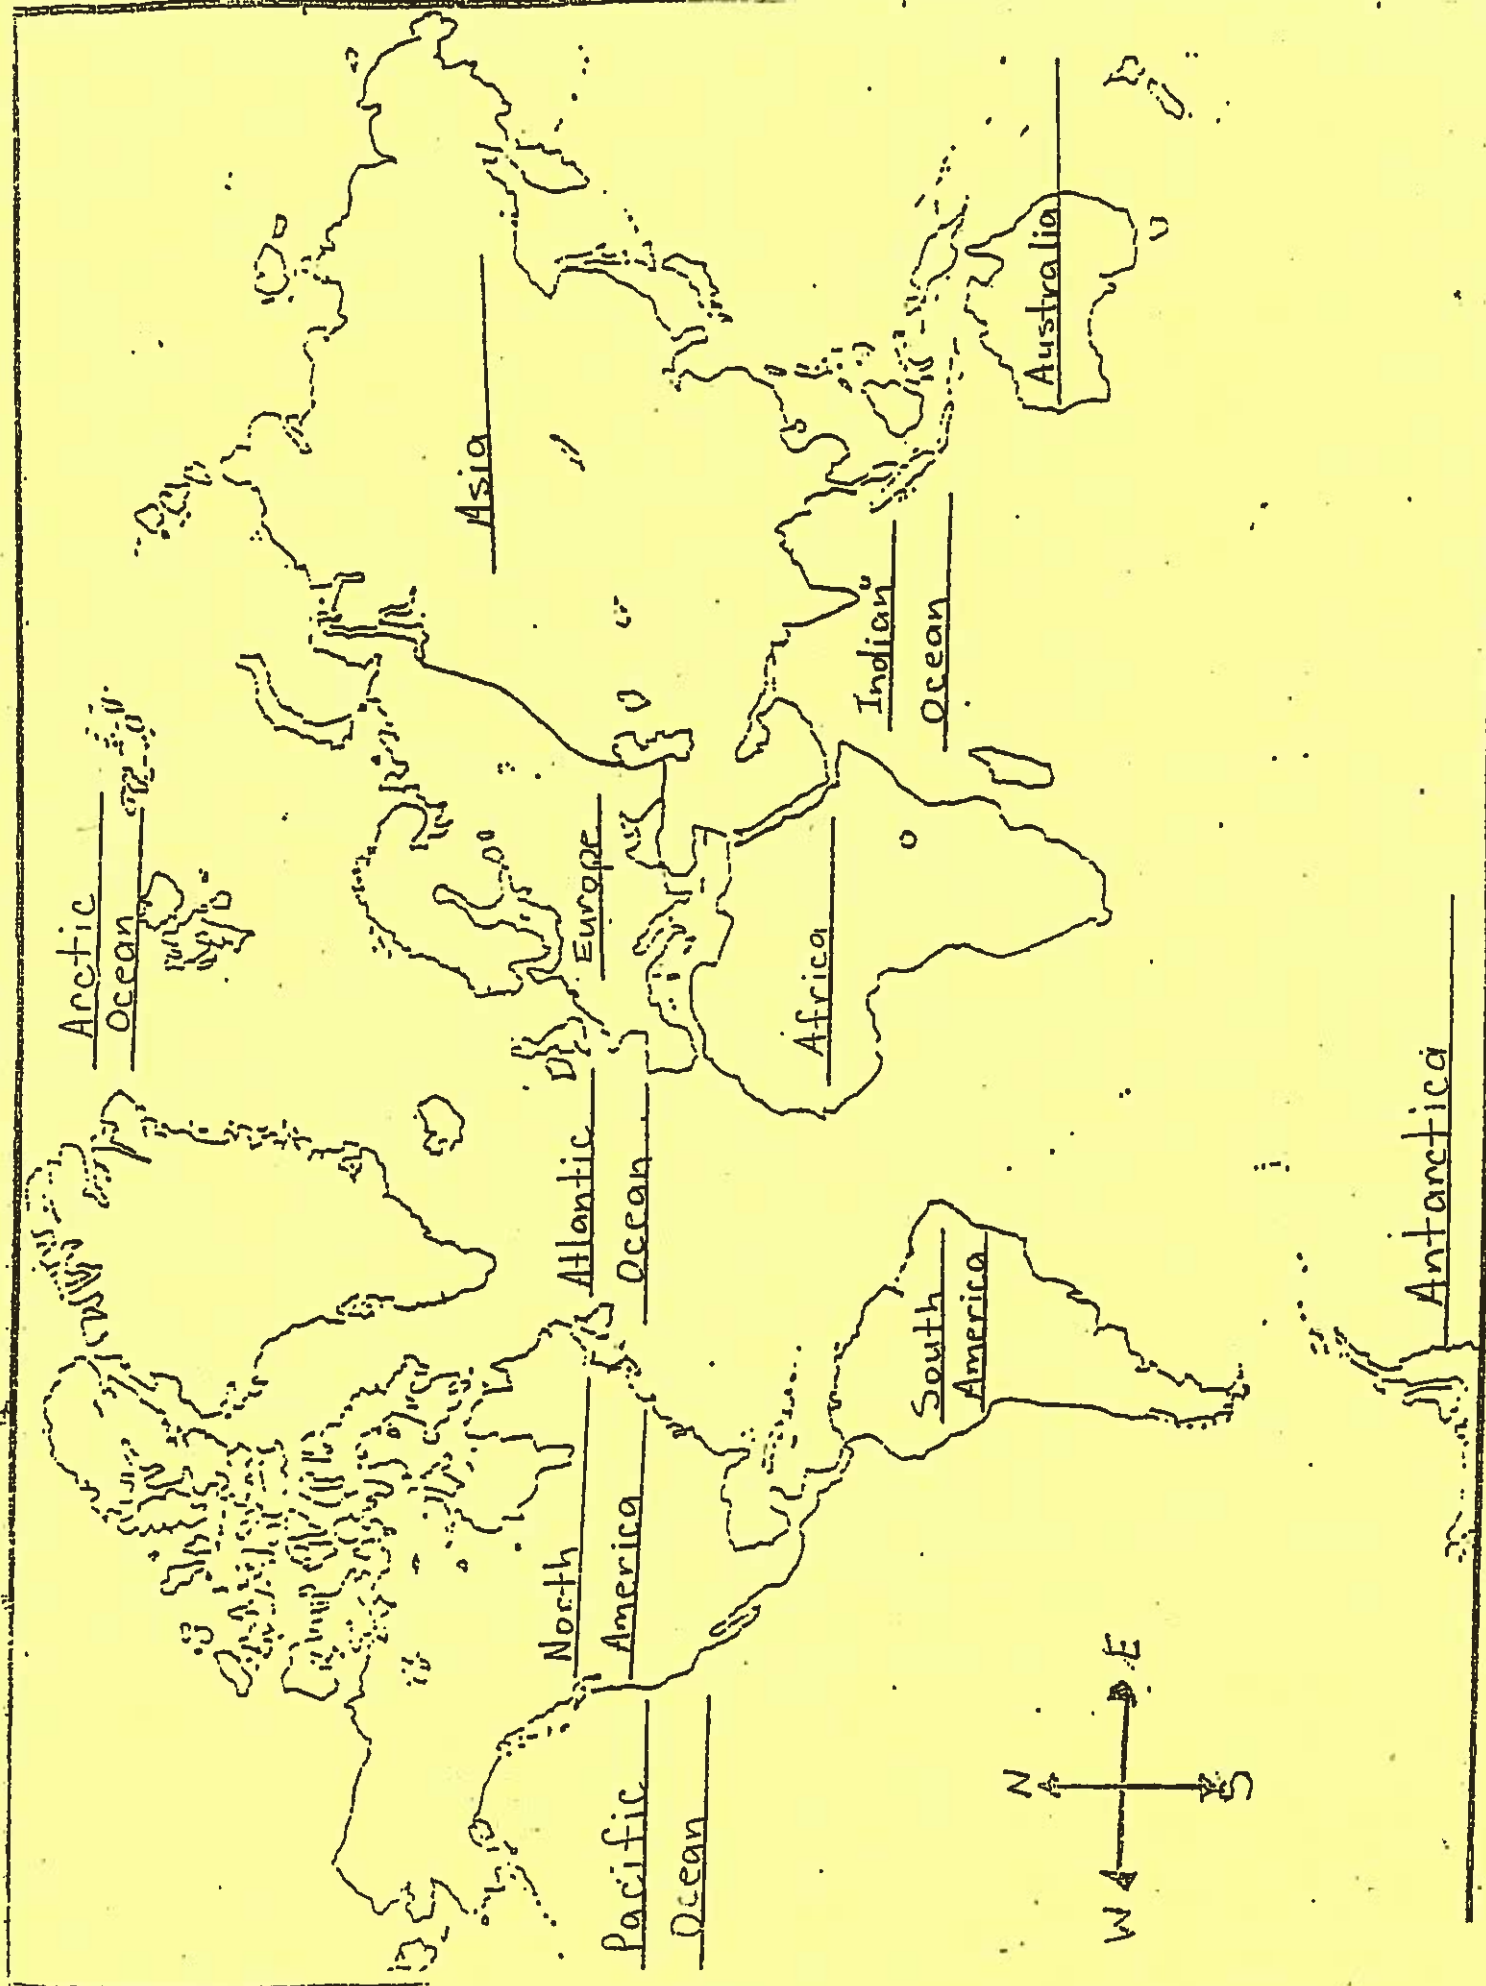 Arctic
Ocean
Asia
Europe
North
America
Atlantic
Ocean
Pacific
Ocean
Africa
Indian
Ocean
South
America
Australia
Antarctica
N
W E
S